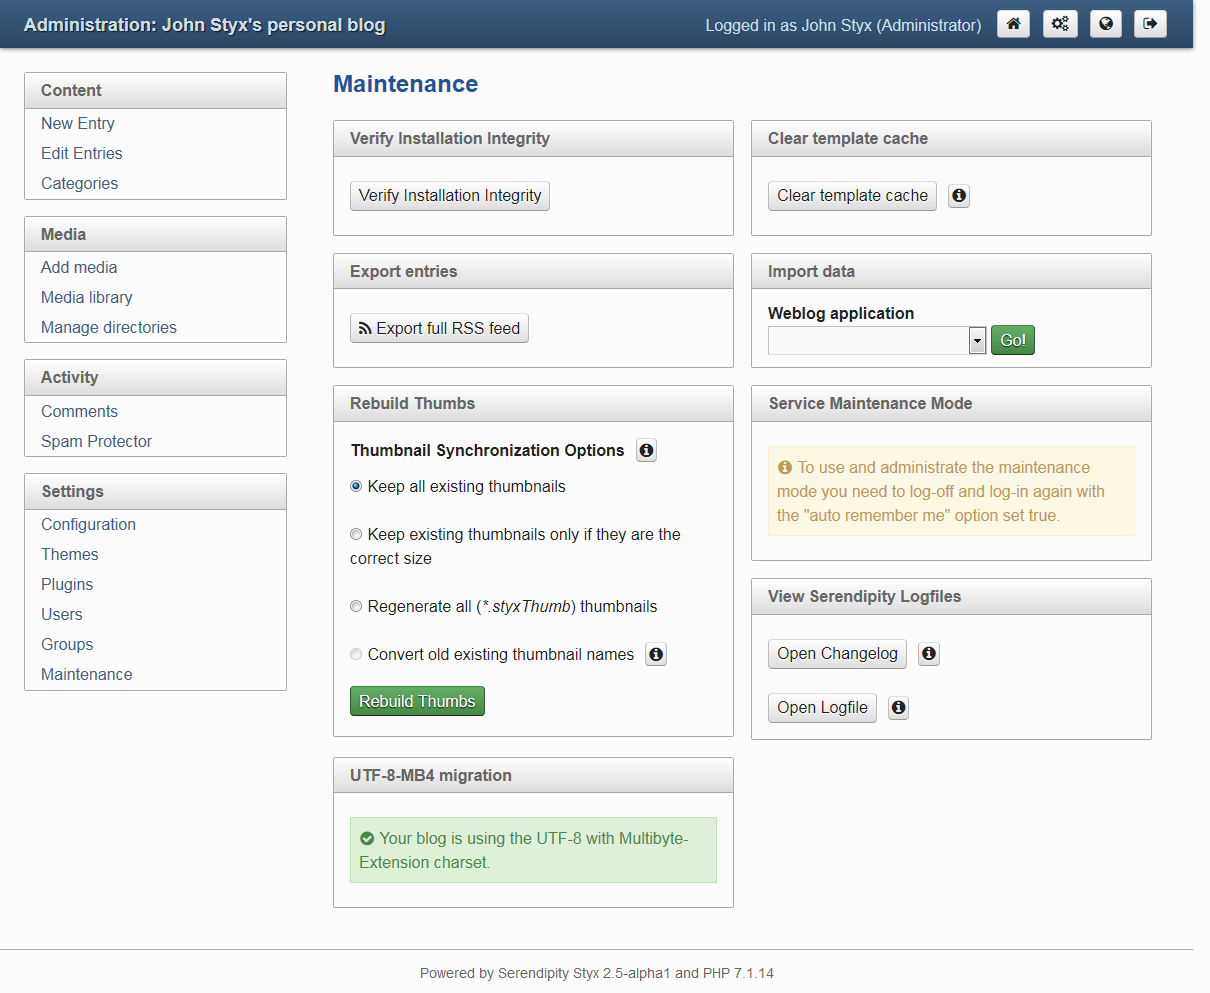 Administration: John Styx's personal blog
Logged in as John Styx (Administrator)
Content
New Entry
Edit Entries
Categories
Media
Add media
Media library
Manage directories
Activity
Comments
Spam Protector
Settings
Configuration
Themes
Plugins
Users
Groups
Maintenance
Maintenance
Verify Installation Integrity
Verify Installation Integrity
Clear template cache
Clear template cache
Export entries
Export full RSS feed
Import data
Weblog application
Go!
Rebuild Thumbs
Thumbnail Synchronization Options
Keep all existing thumbnails
Keep existing thumbnails only if they are the
correct size
Regenerate all (*.styxThumb) thumbnails
Convert old existing thumbnail names
Rebuild Thumbs
Service Maintenance Mode
To use and administrate the maintenance
mode you need to log-off and log-in again with
the "auto remember me" option set true.
View Serendipity Logfiles
Open Changelog
Open Logfile
UTF-8-MB4 migration
Your blog is using the UTF-8 with Multibyte-
Extension charset.
Powered by Serendipity Styx 2.5-alpha1 and PHP 7.1.14